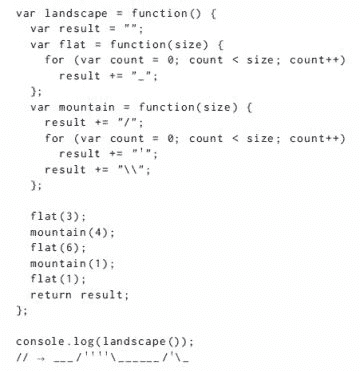 var landscape = function() {
  var result = "";
  var flat = function(size) {
    for (var count = 0; count < size; count++)
      result += "_";
  };
  var mountain = function(size) {
    result += "/";
    for (var count = 0; count < size; count++)
      result += "'";
    result += "\\";
  };

  flat(3);
  mountain(4);
  flat(6);
  mountain(1);
  flat(1);
  return result;
};

console.log(landscape());
// → ___/''''\______/'\_